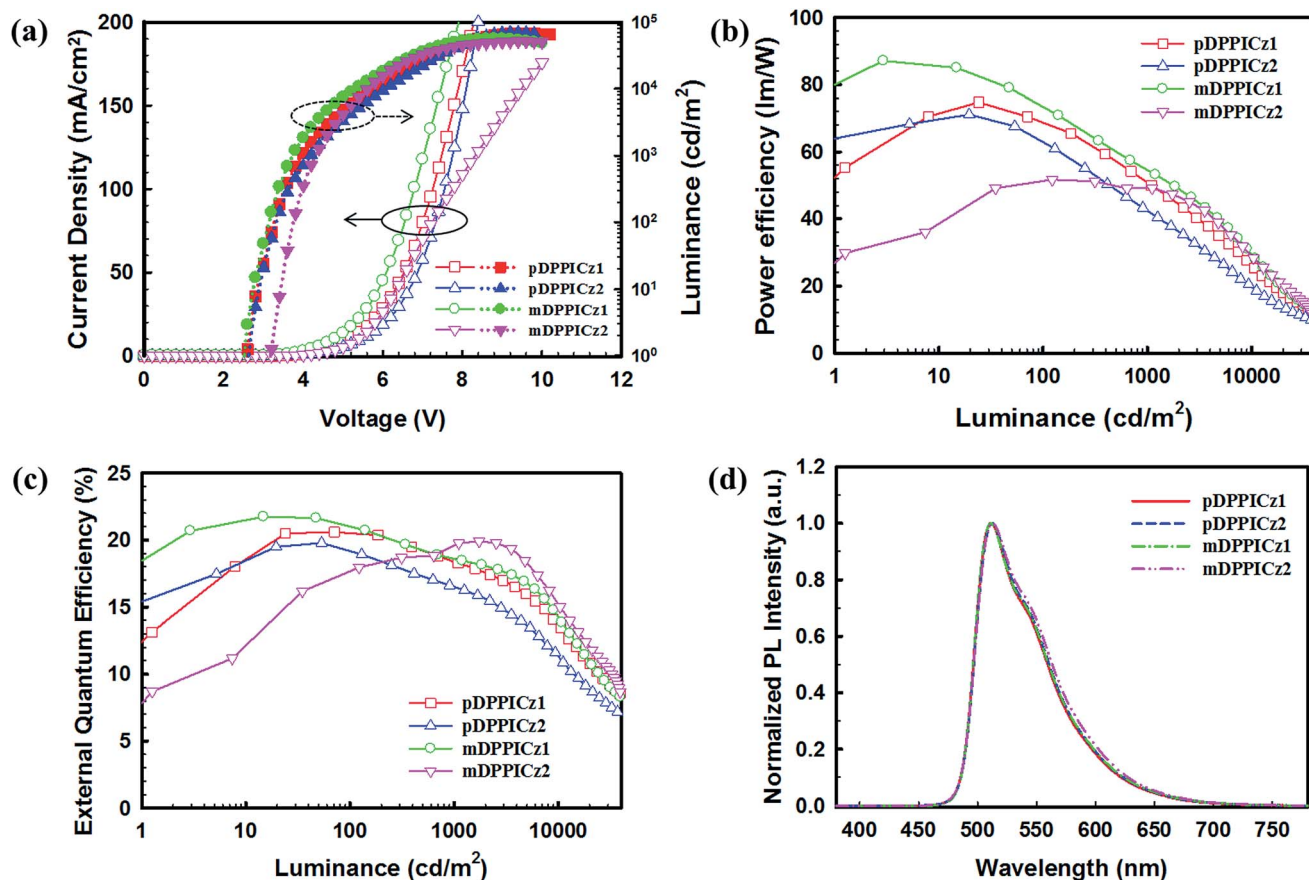 (a)
Current Density (mA/cm²)
200
150
100
50
0
0 2 4 6 8 10 12
Voltage (V)
10⁵
10⁴
10³
10²
10¹
10⁰
Luminance (cd/m²)
pDPPICz1
pDPPICz2
mDPPICz1
mDPPICz2
(b)
Power efficiency (lm/W)
100
80
60
40
20
0
1 10 100 1000 10000
Luminance (cd/m²)
pDPPICz1
pDPPICz2
mDPPICz1
mDPPICz2
(c)
External Quantum Efficiency (%)
25
20
15
10
5
0
1 10 100 1000 10000
Luminance (cd/m²)
pDPPICz1
pDPPICz2
mDPPICz1
mDPPICz2
(d)
Normalized PL Intensity (a.u.)
1.2
1.0
0.8
0.6
0.4
0.2
0.0
400 450 500 550 600 650 700 750
Wavelength (nm)
pDPPICz1
pDPPICz2
mDPPICz1
mDPPICz2